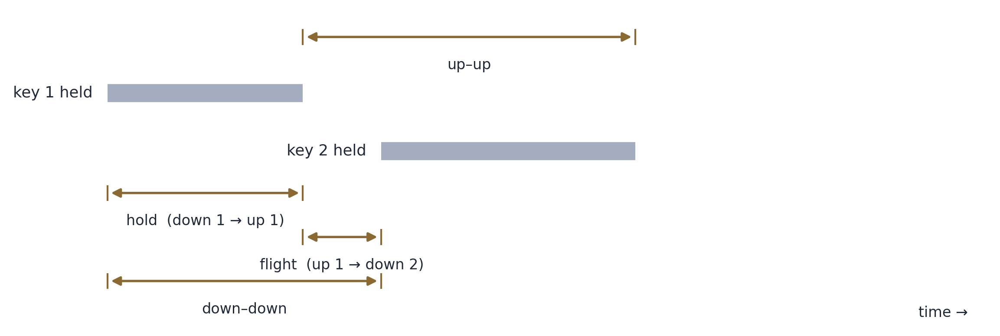 up–up
key 1 held
key 2 held
hold  (down 1 → up 1)
flight  (up 1 → down 2)
down–down
time →